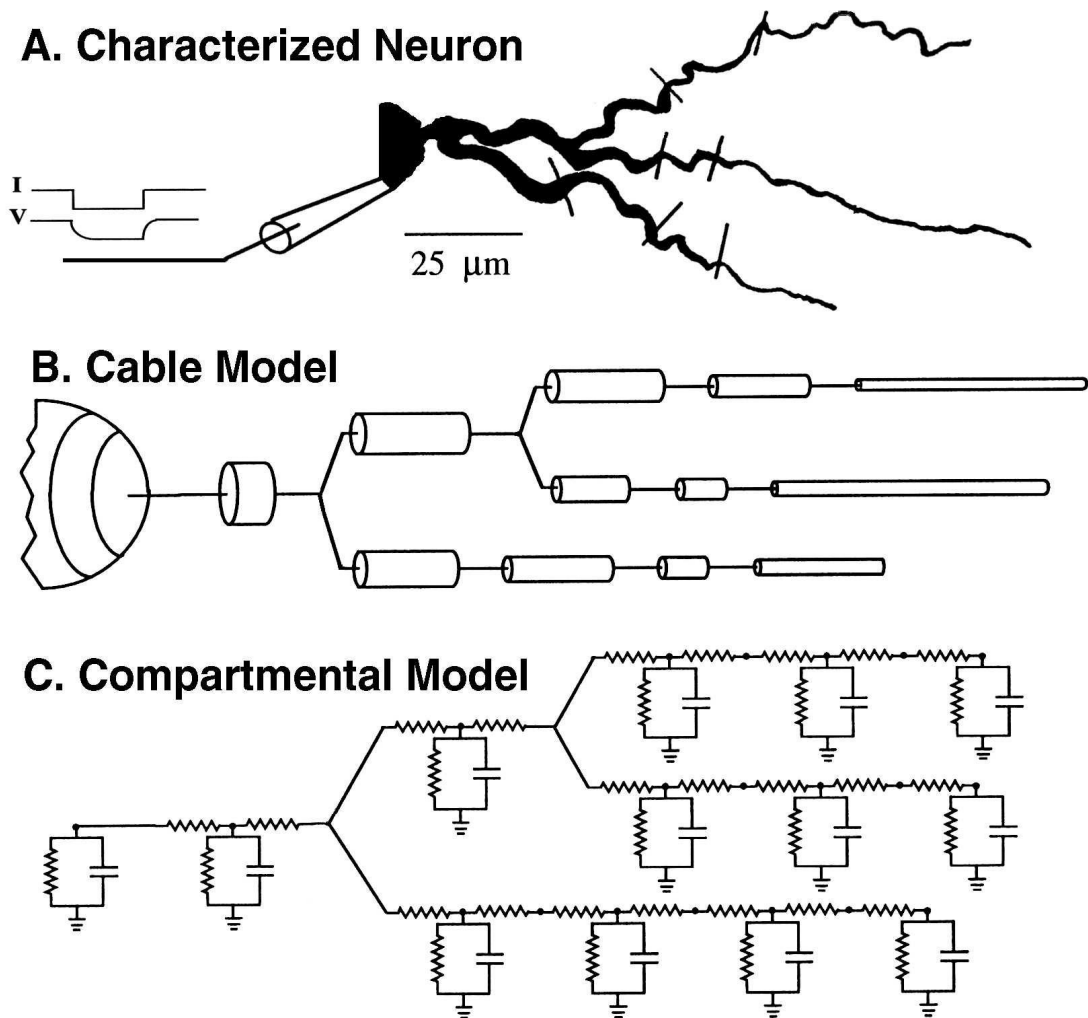 A. Characterized Neuron
I
V
25 μm
B. Cable Model
C. Compartmental Model